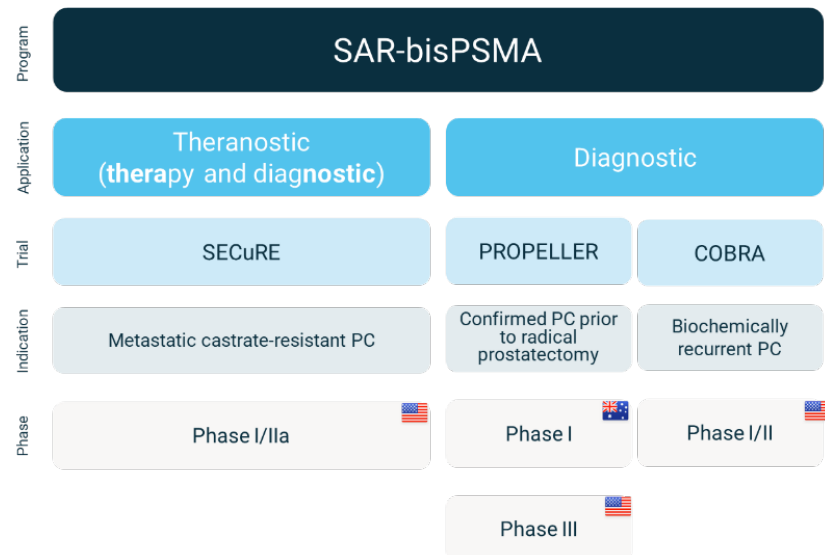 Program
SAR-bisPSMA
Application
Theranostic
(therapy and diagnostic)
Diagnostic
Trial
SECuRE
PROPELLER
COBRA
Indication
Metastatic castrate-resistant PC
Confirmed PC prior
to radical
prostatectomy
Biochemically
recurrent PC
Phase
Phase I/IIa
Phase I
Phase I/II
Phase III